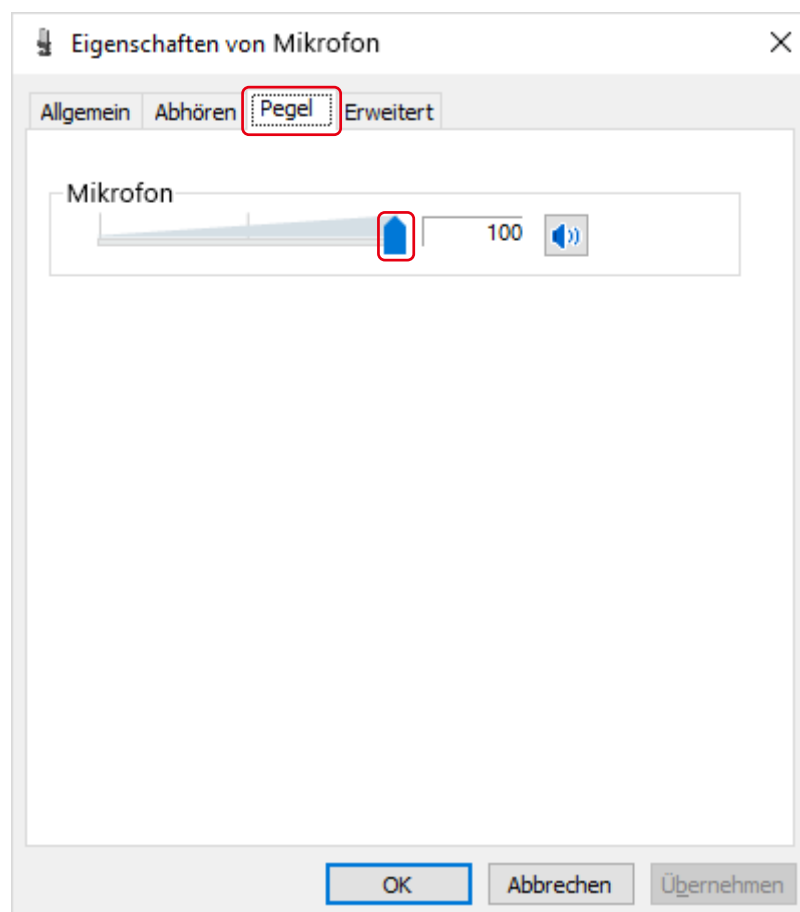 Eigenschaften von Mikrofon
Allgemein Abhören Pegel Erweitert
Mikrofon
100
OK Abbrechen Übernehmen